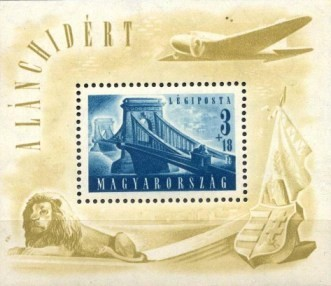 A LÁNCHIDÉRT
LÉGIPOSTA
3
+18
MAGYARORSZÁG